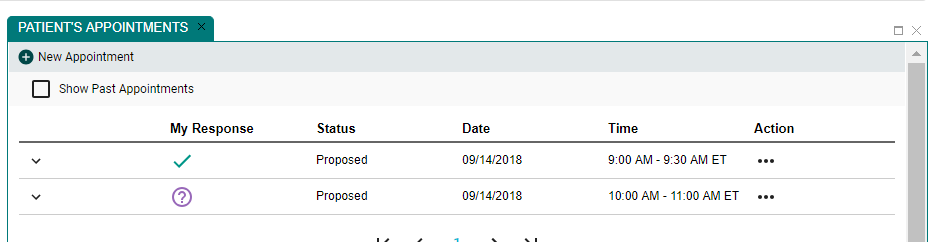 PATIENT'S APPOINTMENTS
New Appointment
Show Past Appointments
My Response Status Date Time Action
Proposed 09/14/2018 9:00 AM - 9:30 AM ET
Proposed 09/14/2018 10:00 AM - 11:00 AM ET